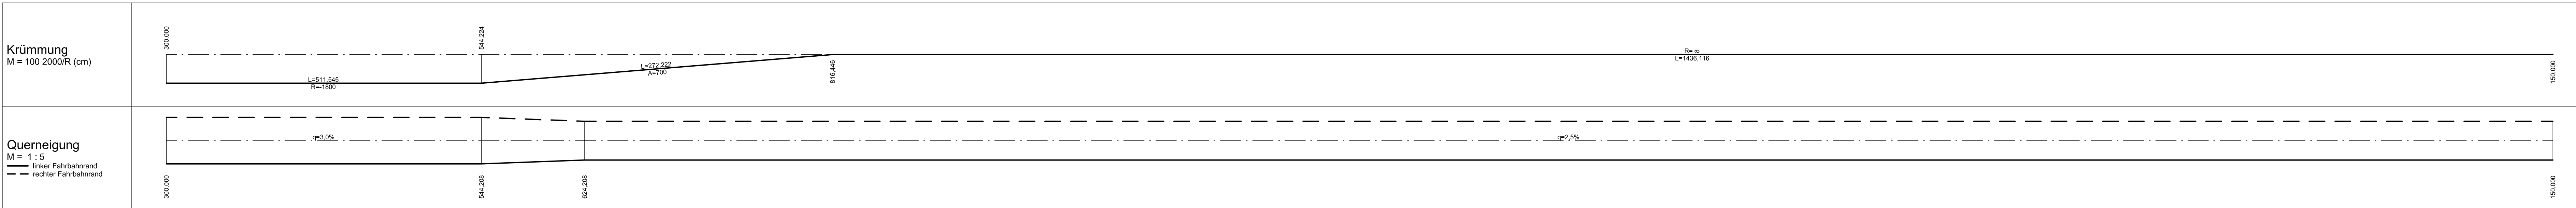 Krümmung
M = 100 2000/R (cm)
300,000
544,224
L=511,545
R=-1800
L=272,222
A=700
816,446
R= ∞
L=1436,116
150,000
Querneigung
M = 1 : 5
linker Fahrbahnrand
rechter Fahrbahnrand
q=3,0%
q=2,5%
300,000
544,208
624,208
150,000